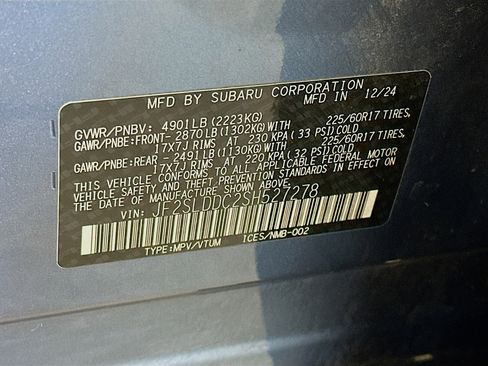 MFD BY SUBARU CORPORATION
MFD IN 12/24
GVWR/PNBV: 4901LB (2223KG)
GAWR/PNBE:FRONT-2870LB (1302KG)WITH 225/60R17 TIRES,
17X7J RIMS, AT 230 KPA (33 PSI)COLD
GAWR/PNBE:REAR -2491LB (1130KG)WITH 225/60R17 TIRES,
17X7J RIMS, AT 220 KPA (32 PSI)COLD
THIS VEHICLE CONFORMS TO ALL APPLICABLE FEDERAL MOTOR
VEHICLE SAFETY AND THEFT PREVENTION STANDARDS IN EFFECT ON
THE DATE OF MANUFACTURE SHOWN ABOVE.
VIN: JF2SLDDC2SH527278
TYPE:MPV/VTUM ICES/NMB-002